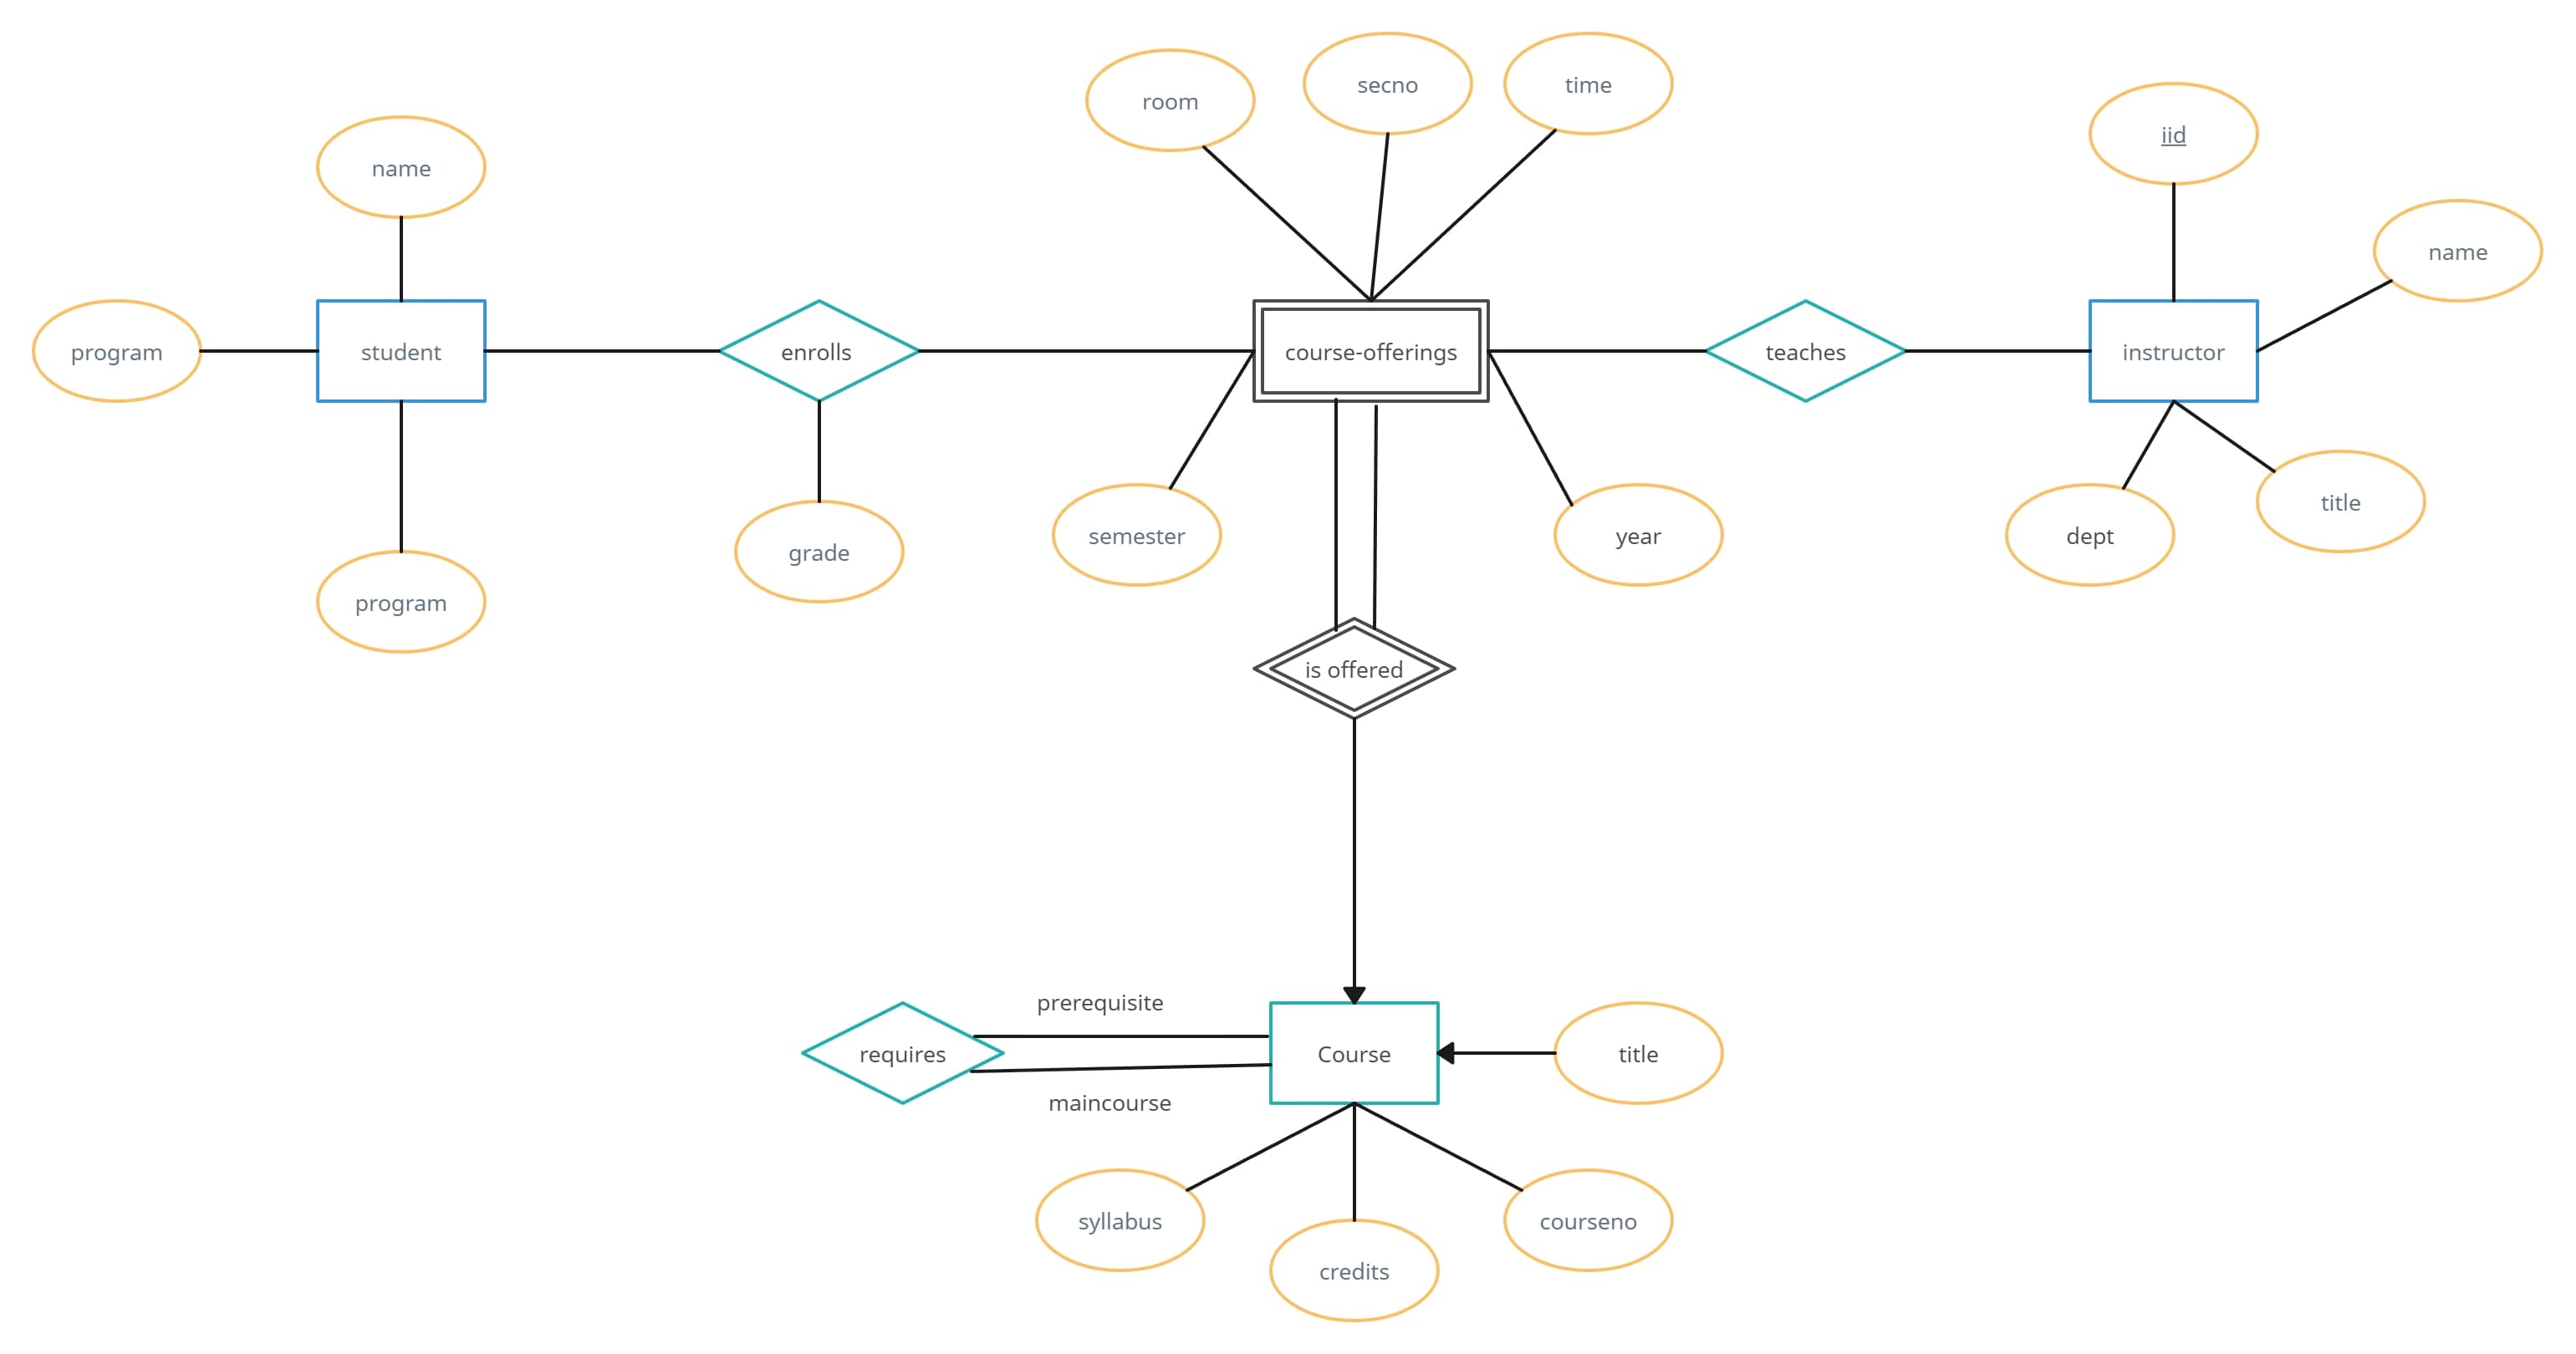 room
secno
time
iid
name
name
program
student
enrolls
course-offerings
teaches
instructor
title
semester
year
dept
grade
program
is offered
prerequisite
requires
Course
title
maincourse
syllabus
courseno
credits